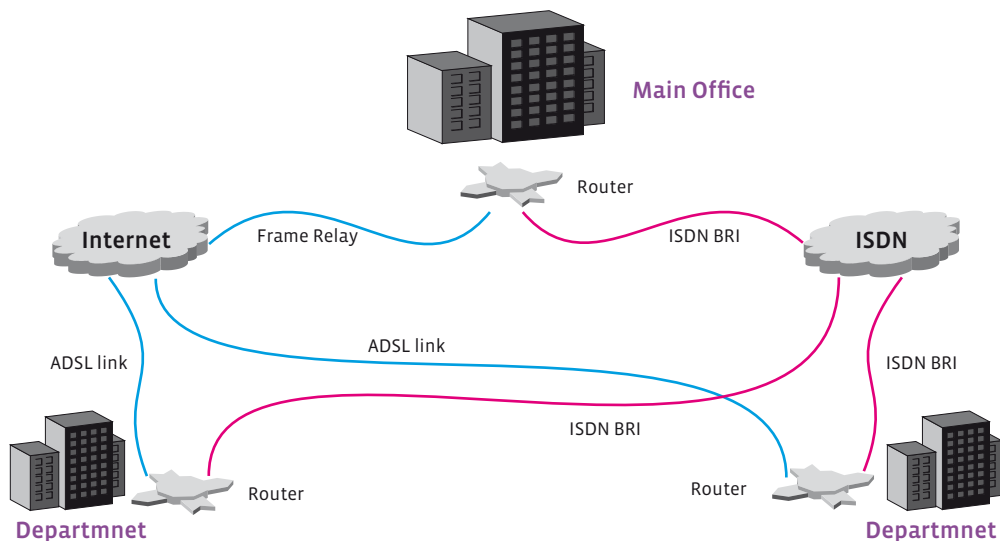 Main Office
Router
Internet
Frame Relay
ISDN BRI
ISDN
ADSL link
ADSL link
ISDN BRI
ISDN BRI
Router
Router
Departmnet
Departmnet